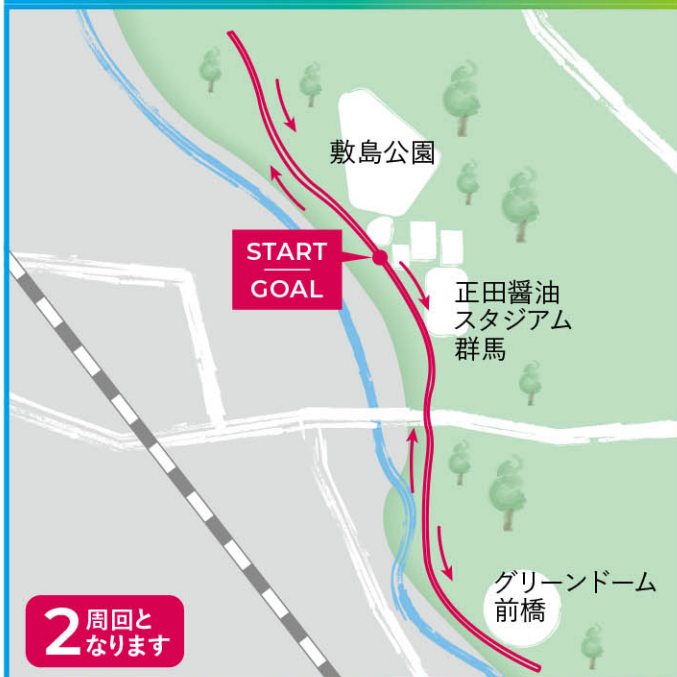 敷島公園
START
GOAL
正田醤油
スタジアム
群馬
グリーンドーム
前橋
2周回と
なります